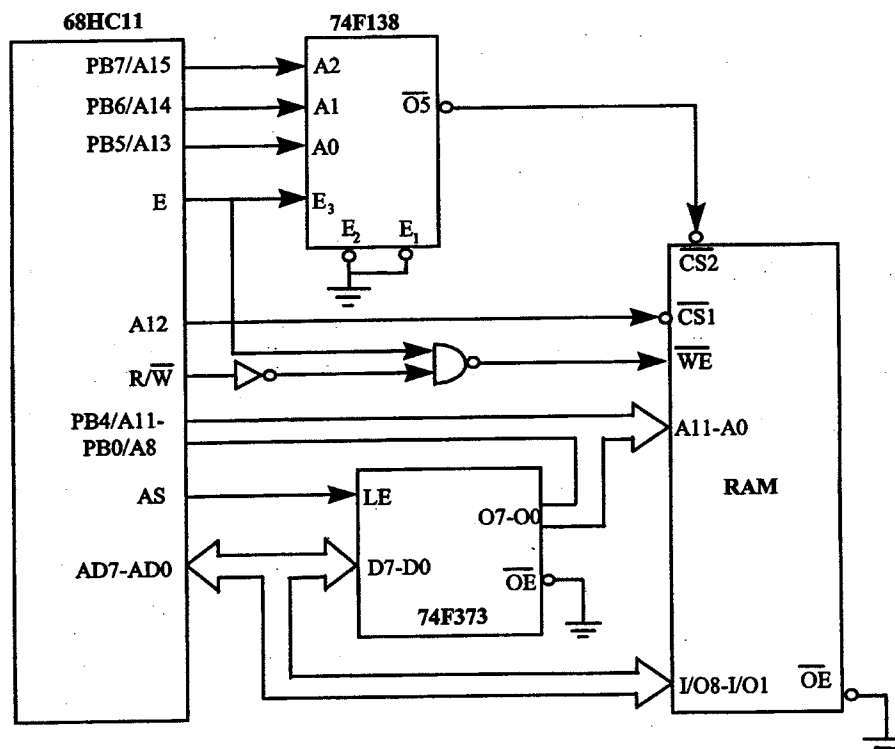 68HC11
74F138
PB7/A15
A2
PB6/A14
A1
O5
PB5/A13
A0
E
E3
E2
E1
CS2
A12
CS1
R/W
WE
PB4/A11-
PB0/A8
A11-A0
RAM
AS
LE
O7-O0
AD7-AD0
D7-D0
OE
74F373
I/O8-I/O1
OE